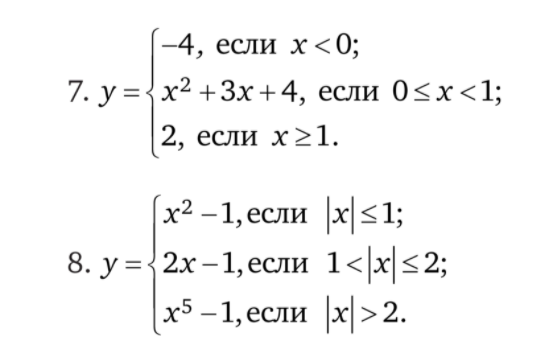 7. y = { –4, если x < 0;
x² + 3x + 4, если 0 ≤ x < 1;
2, если x ≥ 1.
8. y = { x² – 1, если |x| ≤ 1;
2x – 1, если 1 < |x| ≤ 2;
x⁵ – 1, если |x| > 2.